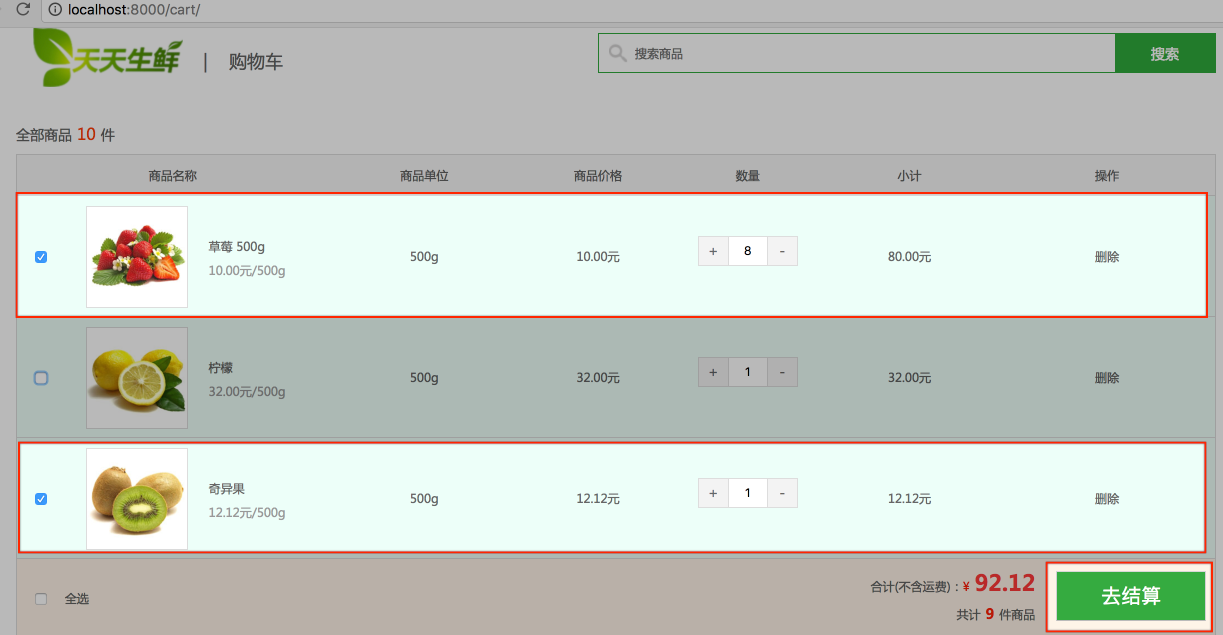 localhost:8000/cart/
天天生鲜 | 购物车 搜索商品 搜索
全部商品 10 件
商品名称 商品单位 商品价格 数量 小计 操作
草莓 500g
10.00元/500g
500g 10.00元 + 8 - 80.00元 删除
柠檬
32.00元/500g
500g 32.00元 + 1 - 32.00元 删除
奇异果
12.12元/500g
500g 12.12元 + 1 - 12.12元 删除
全选
合计(不含运费)：¥ 92.12
共计 9 件商品
去结算